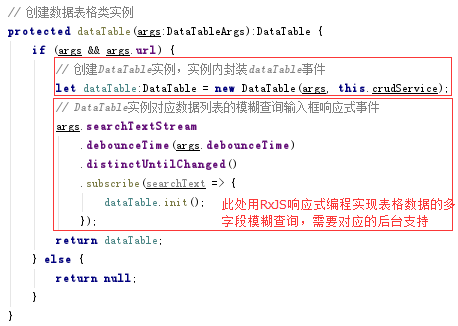 // 创建数据表格类实例
protected dataTable(args:DataTableArgs):DataTable {
if (args && args.url) {
// 创建DataTable实例，实例内封装dataTable事件
let dataTable:DataTable = new DataTable(args, this.crudService);
// DataTable实例对应数据列表的模糊查询输入框响应式事件
args.searchTextStream
.debounceTime(args.debounceTime)
.distinctUntilChanged()
.subscribe(searchText => {
dataTable.init();
});
此处用RxJS响应式编程实现表格数据的多
字段模糊查询，需要对应的后台支持
return dataTable;
} else {
return null;
}
}